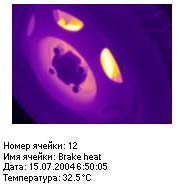 Номер ячейки: 12
Имя ячейки: Brake heat
Дата: 15.07.2004 6:50:05
Температура: 32.5°C